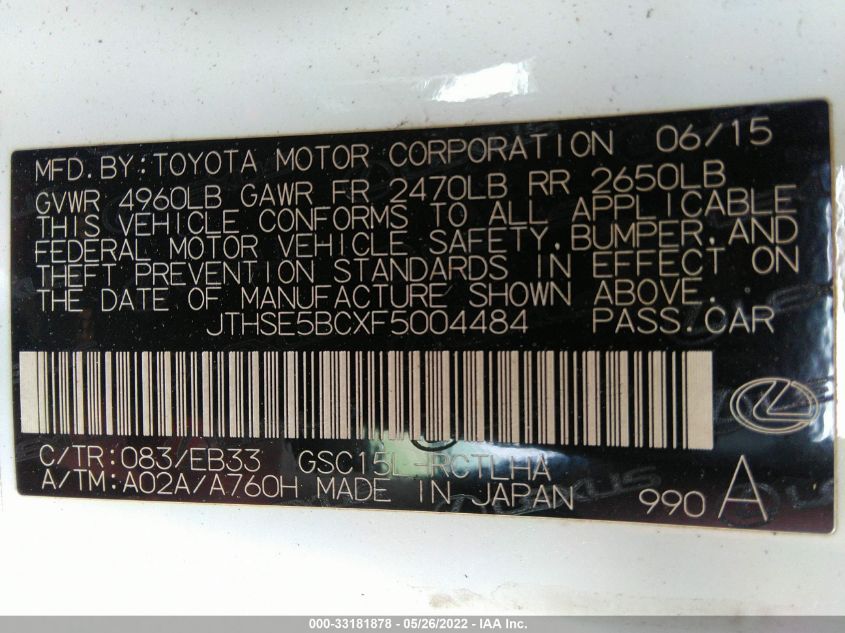 MFD.BY:TOYOTA MOTOR CORPORATION 06/15
GVWR 4960LB GAWR FR 2470LB RR 2650LB
THIS VEHICLE CONFORMS TO ALL APPLICABLE
FEDERAL MOTOR VEHICLE SAFETY,BUMPER,AND
THEFT PREVENTION STANDARDS IN EFFECT ON
THE DATE OF MANUFACTURE SHOWN ABOVE.
JTHSE5BCXF5004484 PASS.CAR
C/TR:083/EB33 GSC15L-RCTLHA
A/TM:A02A/A760H MADE IN JAPAN 990 A
000-33181878 - 05/26/2022 - IAA Inc.